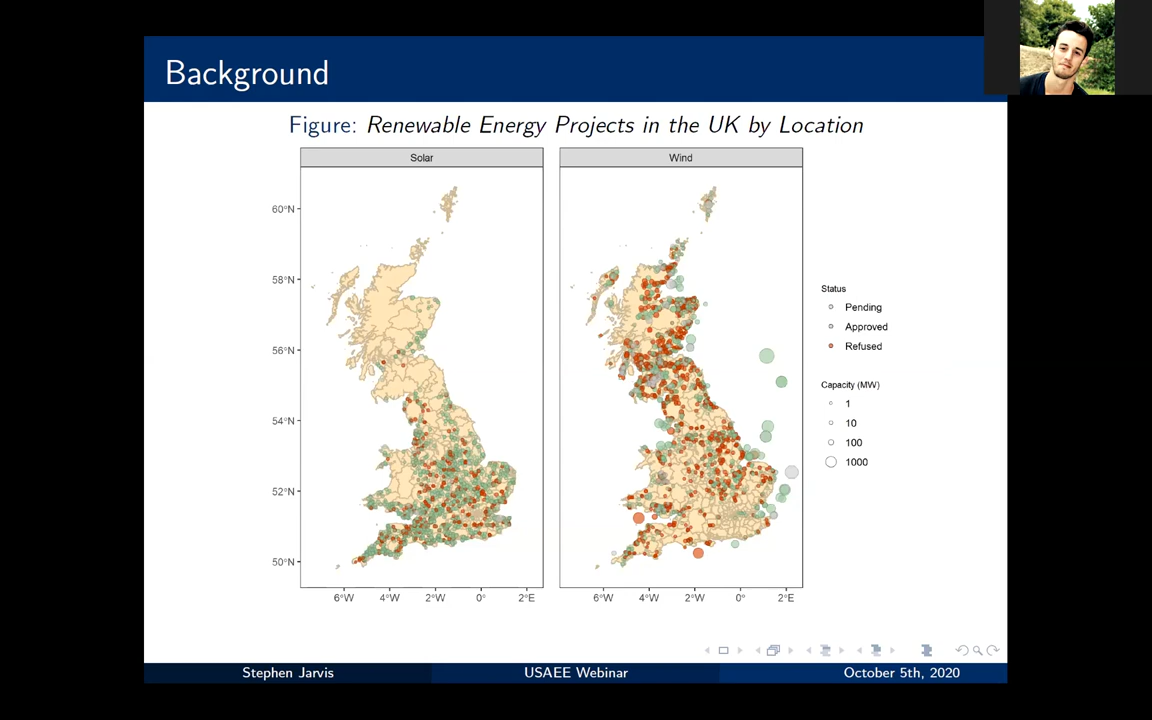 Background
Figure: Renewable Energy Projects in the UK by Location
Solar
Wind
60°N
58°N
56°N
54°N
52°N
50°N
6°W 4°W 2°W 0° 2°E
6°W 4°W 2°W 0° 2°E
Status
Pending
Approved
Refused
Capacity (MW)
1
10
100
1000
Stephen Jarvis
USAEE Webinar
October 5th, 2020